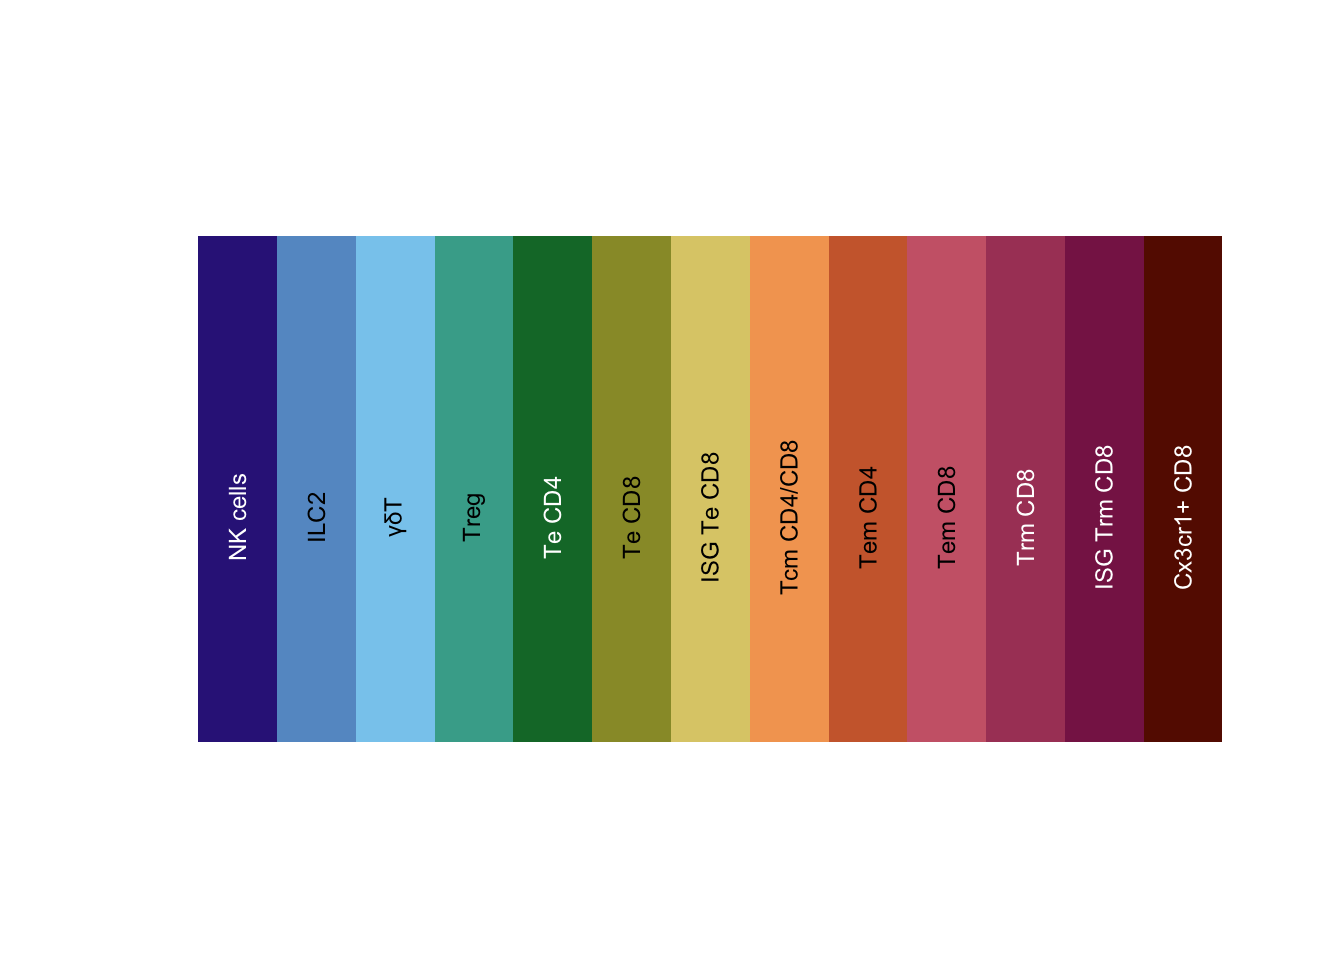 NK cells
ILC2
γδT
Treg
Te CD4
Te CD8
ISG Te CD8
Tcm CD4/CD8
Tem CD4
Tem CD8
Trm CD8
ISG Trm CD8
Cx3cr1+ CD8